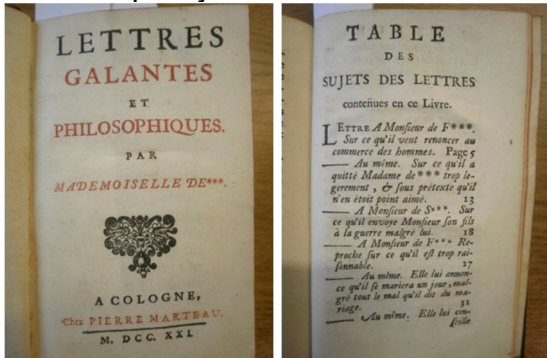 LETTRES
GALANTES
ET
PHILOSOPHIQUES.
PAR
MADEMOISELLE DE***.
A COLOGNE,
Chez PIERRE MARTEAU.
M. DCC. XXI.
TABLE
DES
SUJETS DES LETTRES
contenües en ce Livre.
LETTRE A Monſieur de F***.
Sur ce qu'il veut renoncer au
commerce des hommes. Page 5
—— Au même. Sur ce qu'il a
quitté Madame de *** trop le-
gerement, & ſous prétexte qu'il
n'en étoit point aimé. 13
—— A Monſieur de S***. Sur
ce qu'il envoye Monſieur ſon fils
à la guerre malgré lui. 18
—— A Monſieur de F*** Re-
proche ſur ce qu'il eſt trop rai-
ſonnable. 27
—— Au même. Elle lui annon-
ce qu'il ſe mariera un jour, mal-
gré tout le mal qu'il dit du ma-
riage. 31
—— Au même. Elle lui con-
ſeille